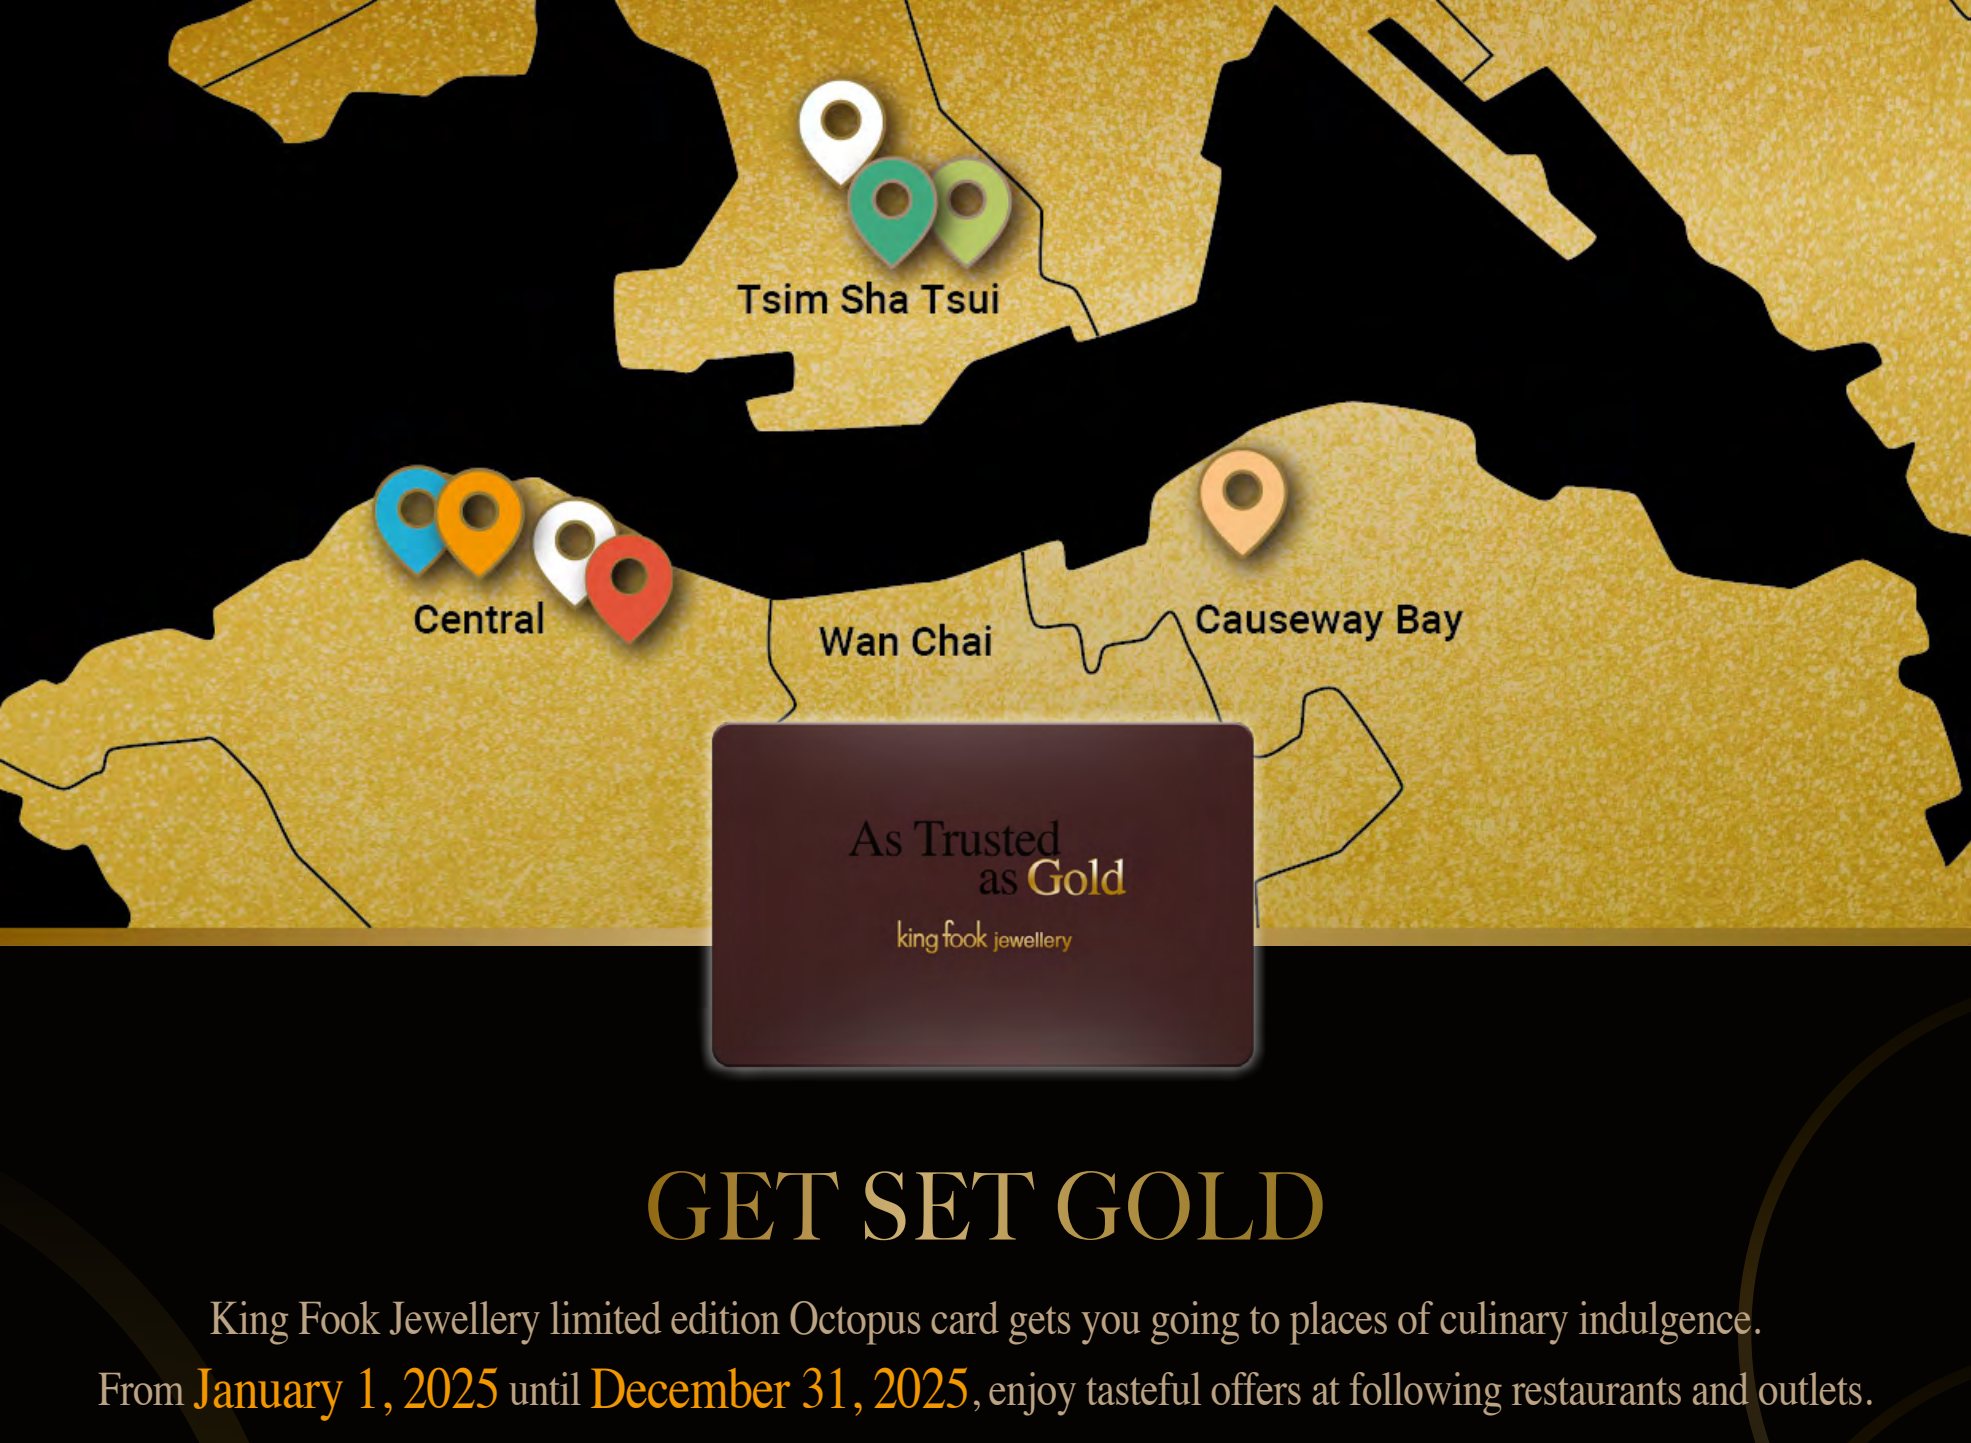 Tsim Sha Tsui
Central
Wan Chai
Causeway Bay
As Trusted
as Gold
king fook jewellery
GET SET GOLD
King Fook Jewellery limited edition Octopus card gets you going to places of culinary indulgence.
From January 1, 2025 until December 31, 2025, enjoy tasteful offers at following restaurants and outlets.